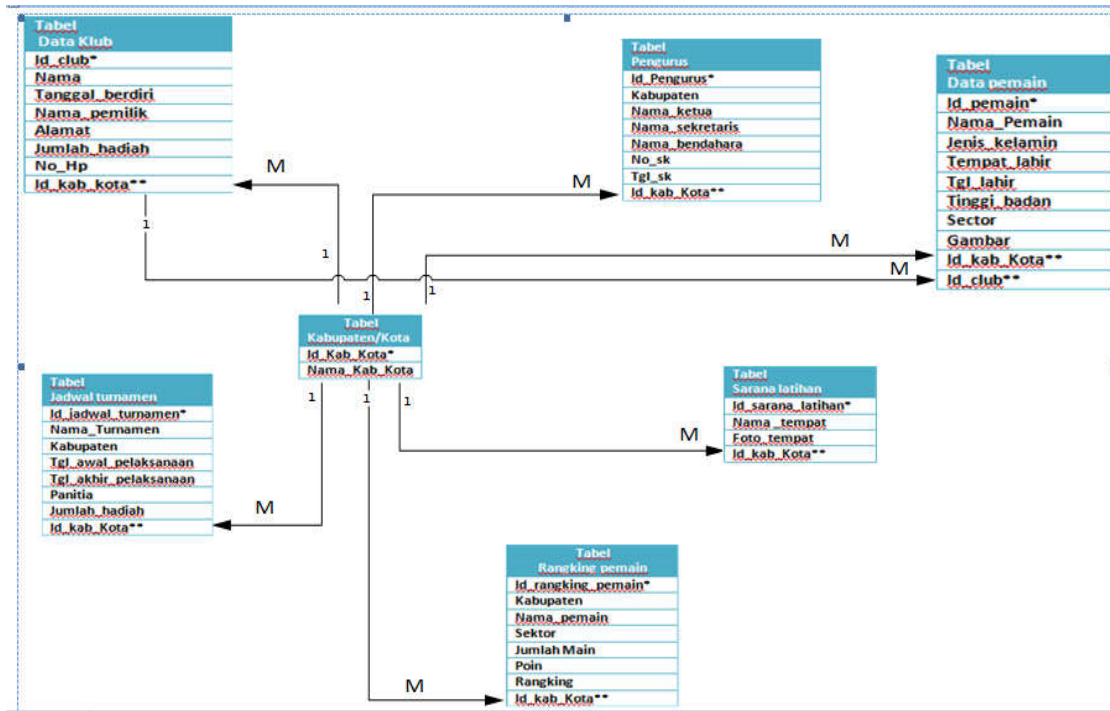 Tabel
Data Klub
Id_club*
Nama
Tanggal_berdiri
Nama_pemilik
Alamat
Jumlah_hadiah
No_Hp
Id_kab_kota**
Tabel
Pengurus
Id_Pengurus*
Kabupaten
Nama_ketua
Nama_sekretaris
Nama_bendahara
No_sk
Tgl_sk
Id_kab_Kota**
Tabel
Data pemain
Id_pemain*
Nama_Pemain
Jenis_kelamin
Tempat_lahir
Tgl_lahir
Tinggi_badan
Sector
Gambar
Id_kab_Kota**
Id_club**
M
M
M
M
1
1
1
1
Tabel
Kabupaten/Kota
Id_Kab_Kota*
Nama_Kab_Kota
1
1
1
Tabel
Jadwal turnamen
Id_jadwal_turnamen*
Nama_Turnamen
Kabupaten
Tgl_awal_pelaksanaan
Tgl_akhir_pelaksanaan
Panitia
Jumlah_hadiah
Id_kab_Kota**
M
M
Tabel
Sarana latihan
Id_sarana_latihan*
Nama _tempat
Foto_tempat
Id_kab_Kota**
M
Tabel
Rangking pemain
Id_rangking_pemain*
Kabupaten
Nama_pemain
Sektor
Jumlah Main
Poin
Rangking
Id_kab_Kota**